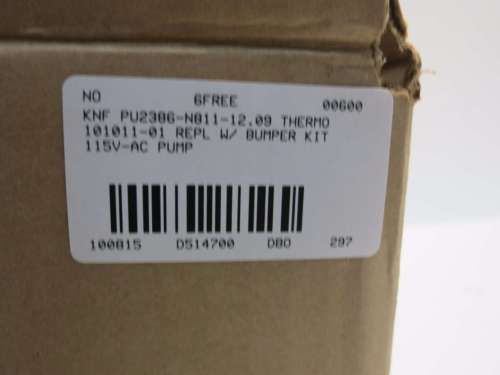 NO 6FREE 00600
KNF PU2386-N811-12.09 THERMO
101011-01 REPL W/ BUMPER KIT
115V-AC PUMP
100815 D514700 DBO 297